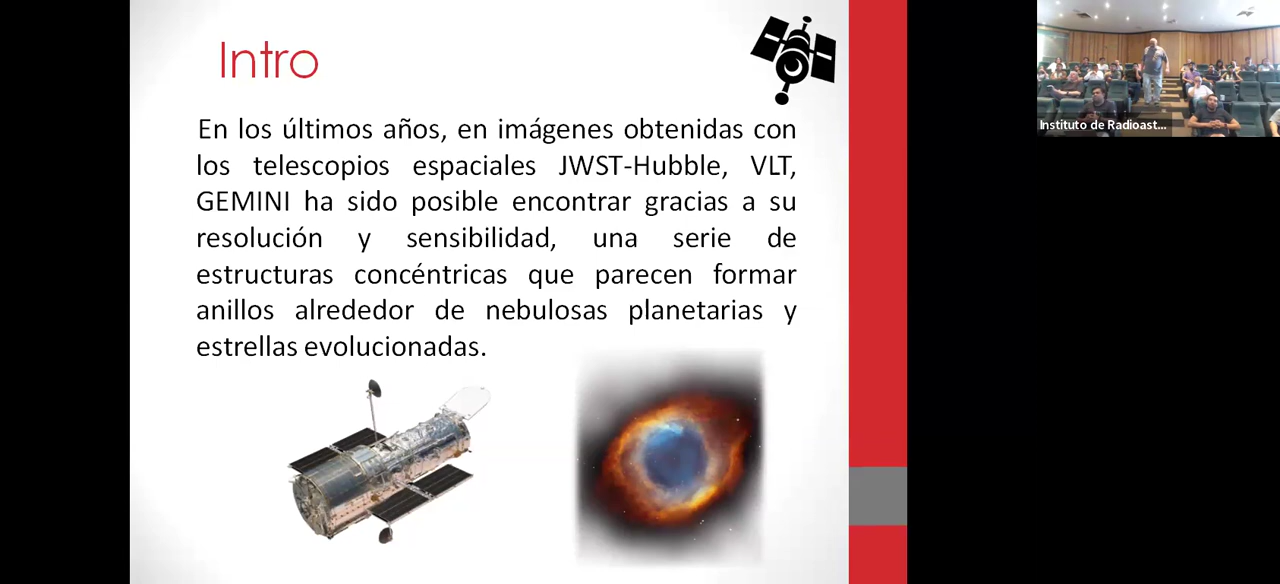 Intro
En los últimos años, en imágenes obtenidas con
los telescopios espaciales JWST-Hubble, VLT,
GEMINI ha sido posible encontrar gracias a su
resolución y sensibilidad, una serie de
estructuras concéntricas que parecen formar
anillos alrededor de nebulosas planetarias y
estrellas evolucionadas.
Instituto de Radioast...